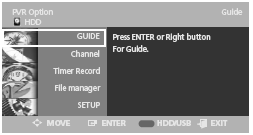 PVR Option Guide
HDD
GUIDE
Press ENTER or Right button
For Guide.
Channel
Timer Record
File manager
SETUP
MOVE ENTER HDD/USB EXIT